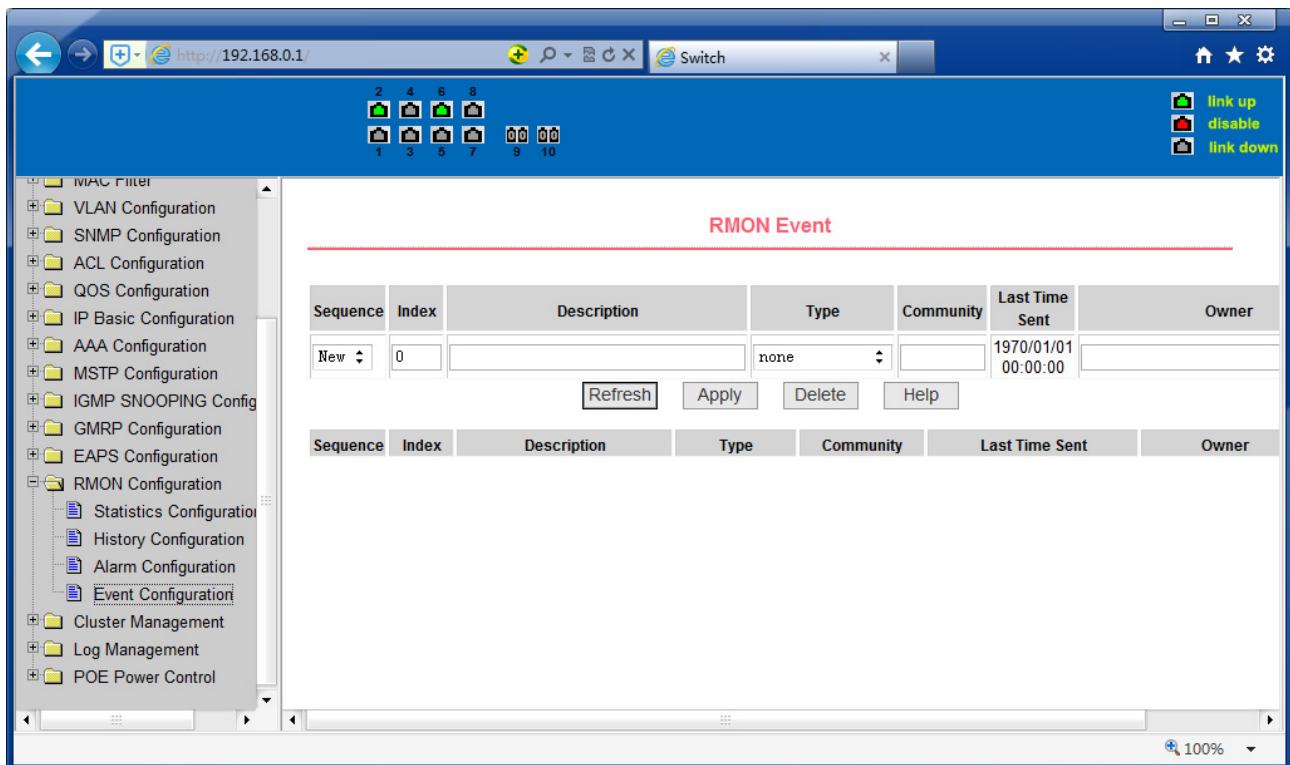 http://192.168.0.1/
Switch
2 4 6 8
1 3 5 7 9 10
link up
disable
link down
MAC Filter
VLAN Configuration
SNMP Configuration
ACL Configuration
QOS Configuration
IP Basic Configuration
AAA Configuration
MSTP Configuration
IGMP SNOOPING Config
GMRP Configuration
EAPS Configuration
RMON Configuration
Statistics Configuration
History Configuration
Alarm Configuration
Event Configuration
Cluster Management
Log Management
POE Power Control
RMON Event
Sequence Index Description Type Community Last Time Sent Owner
New 0 none 1970/01/01 00:00:00
Refresh Apply Delete Help
Sequence Index Description Type Community Last Time Sent Owner
100%